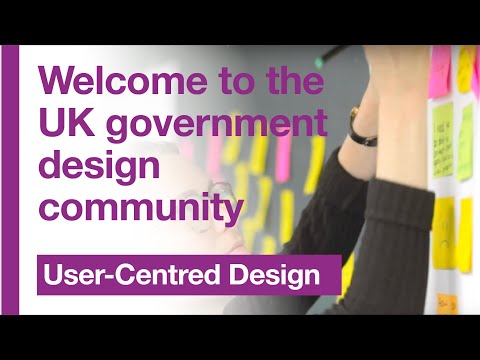 Welcome to the
UK government
design
community
User-Centred Design